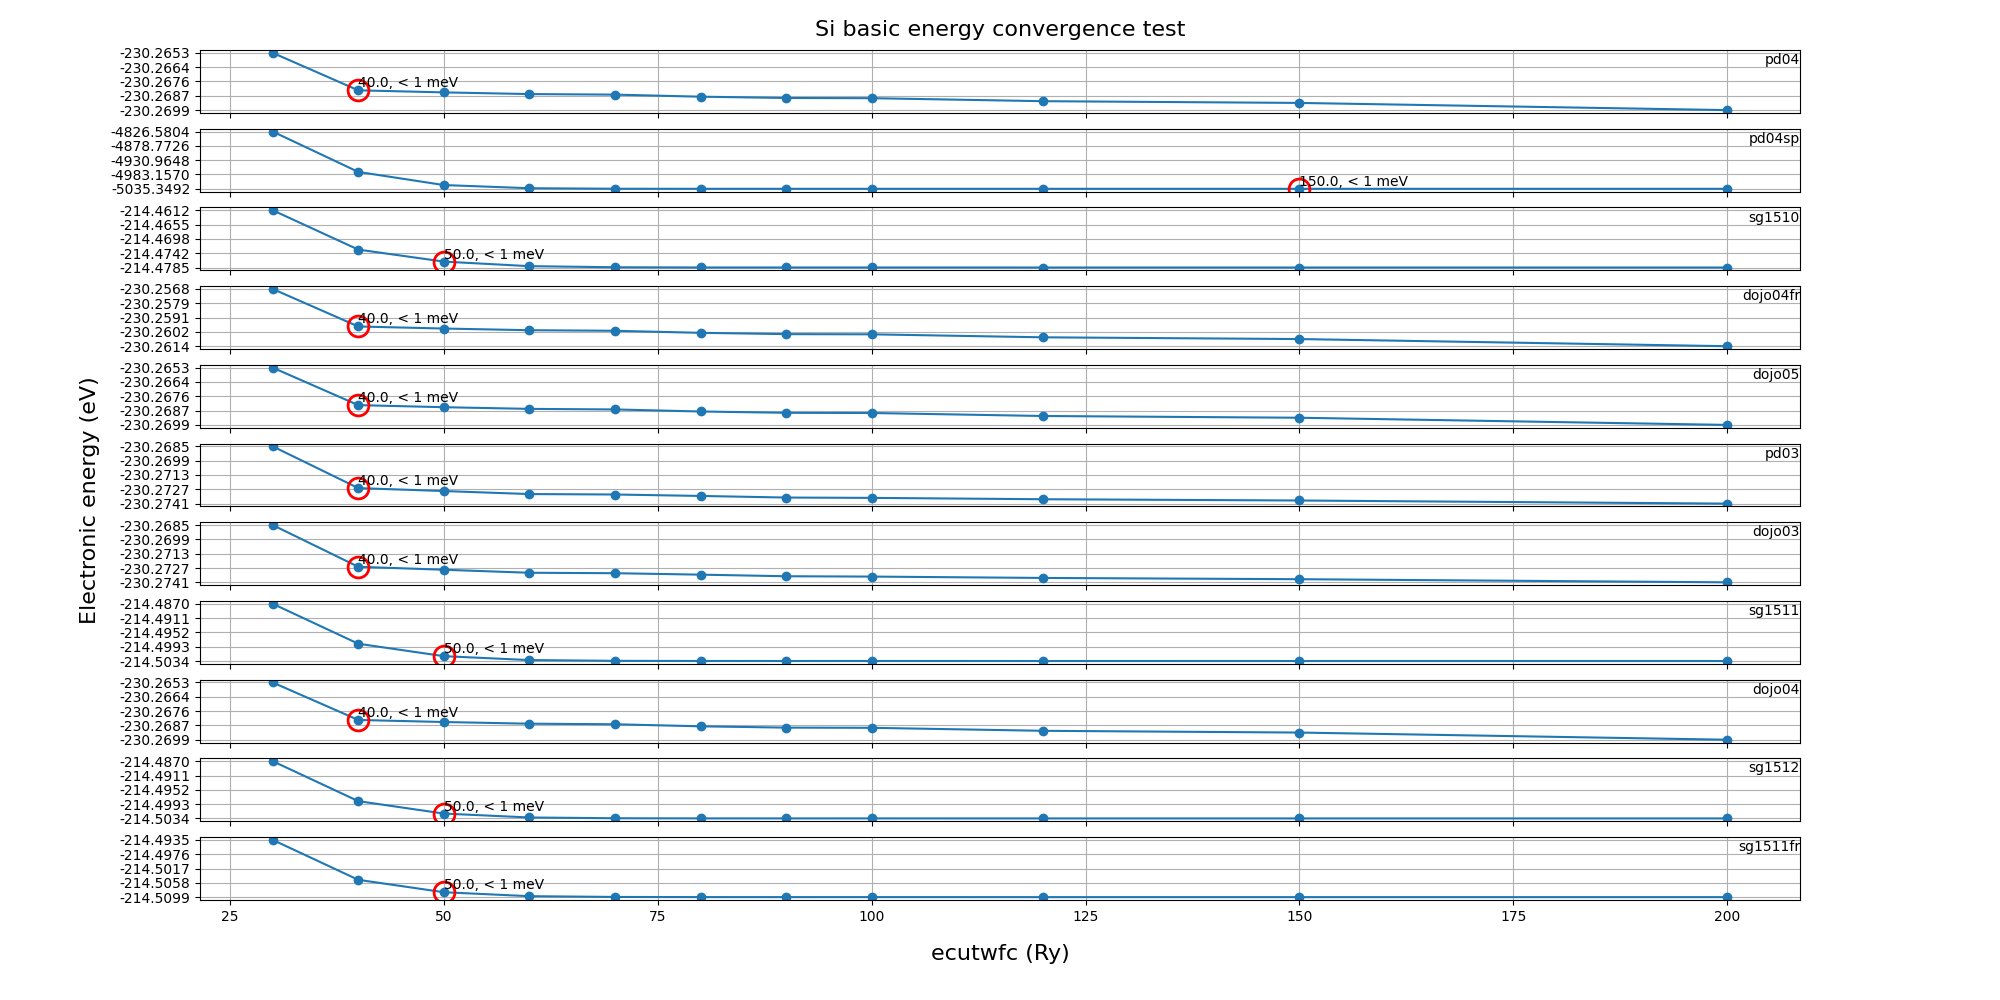 Si basic energy convergence test
-230.2653
-230.2664
-230.2676
-230.2687
-230.2699
40.0, < 1 meV
pd04
-4826.5804
-4878.7726
-4930.9648
-4983.1570
-5035.3492
150.0, < 1 meV
pd04sp
-214.4612
-214.4655
-214.4698
-214.4742
-214.4785
50.0, < 1 meV
sg1510
-230.2568
-230.2579
-230.2591
-230.2602
-230.2614
40.0, < 1 meV
dojo04fr
-230.2653
-230.2664
-230.2676
-230.2687
-230.2699
40.0, < 1 meV
dojo05
-230.2685
-230.2699
-230.2713
-230.2727
-230.2741
40.0, < 1 meV
pd03
-230.2685
-230.2699
-230.2713
-230.2727
-230.2741
40.0, < 1 meV
dojo03
-214.4870
-214.4911
-214.4952
-214.4993
-214.5034
50.0, < 1 meV
sg1511
-230.2653
-230.2664
-230.2676
-230.2687
-230.2699
40.0, < 1 meV
dojo04
-214.4870
-214.4911
-214.4952
-214.4993
-214.5034
50.0, < 1 meV
sg1512
-214.4935
-214.4976
-214.5017
-214.5058
-214.5099
50.0, < 1 meV
sg1511fr
25 50 75 100 125 150 175 200
ecutwfc (Ry)
Electronic energy (eV)